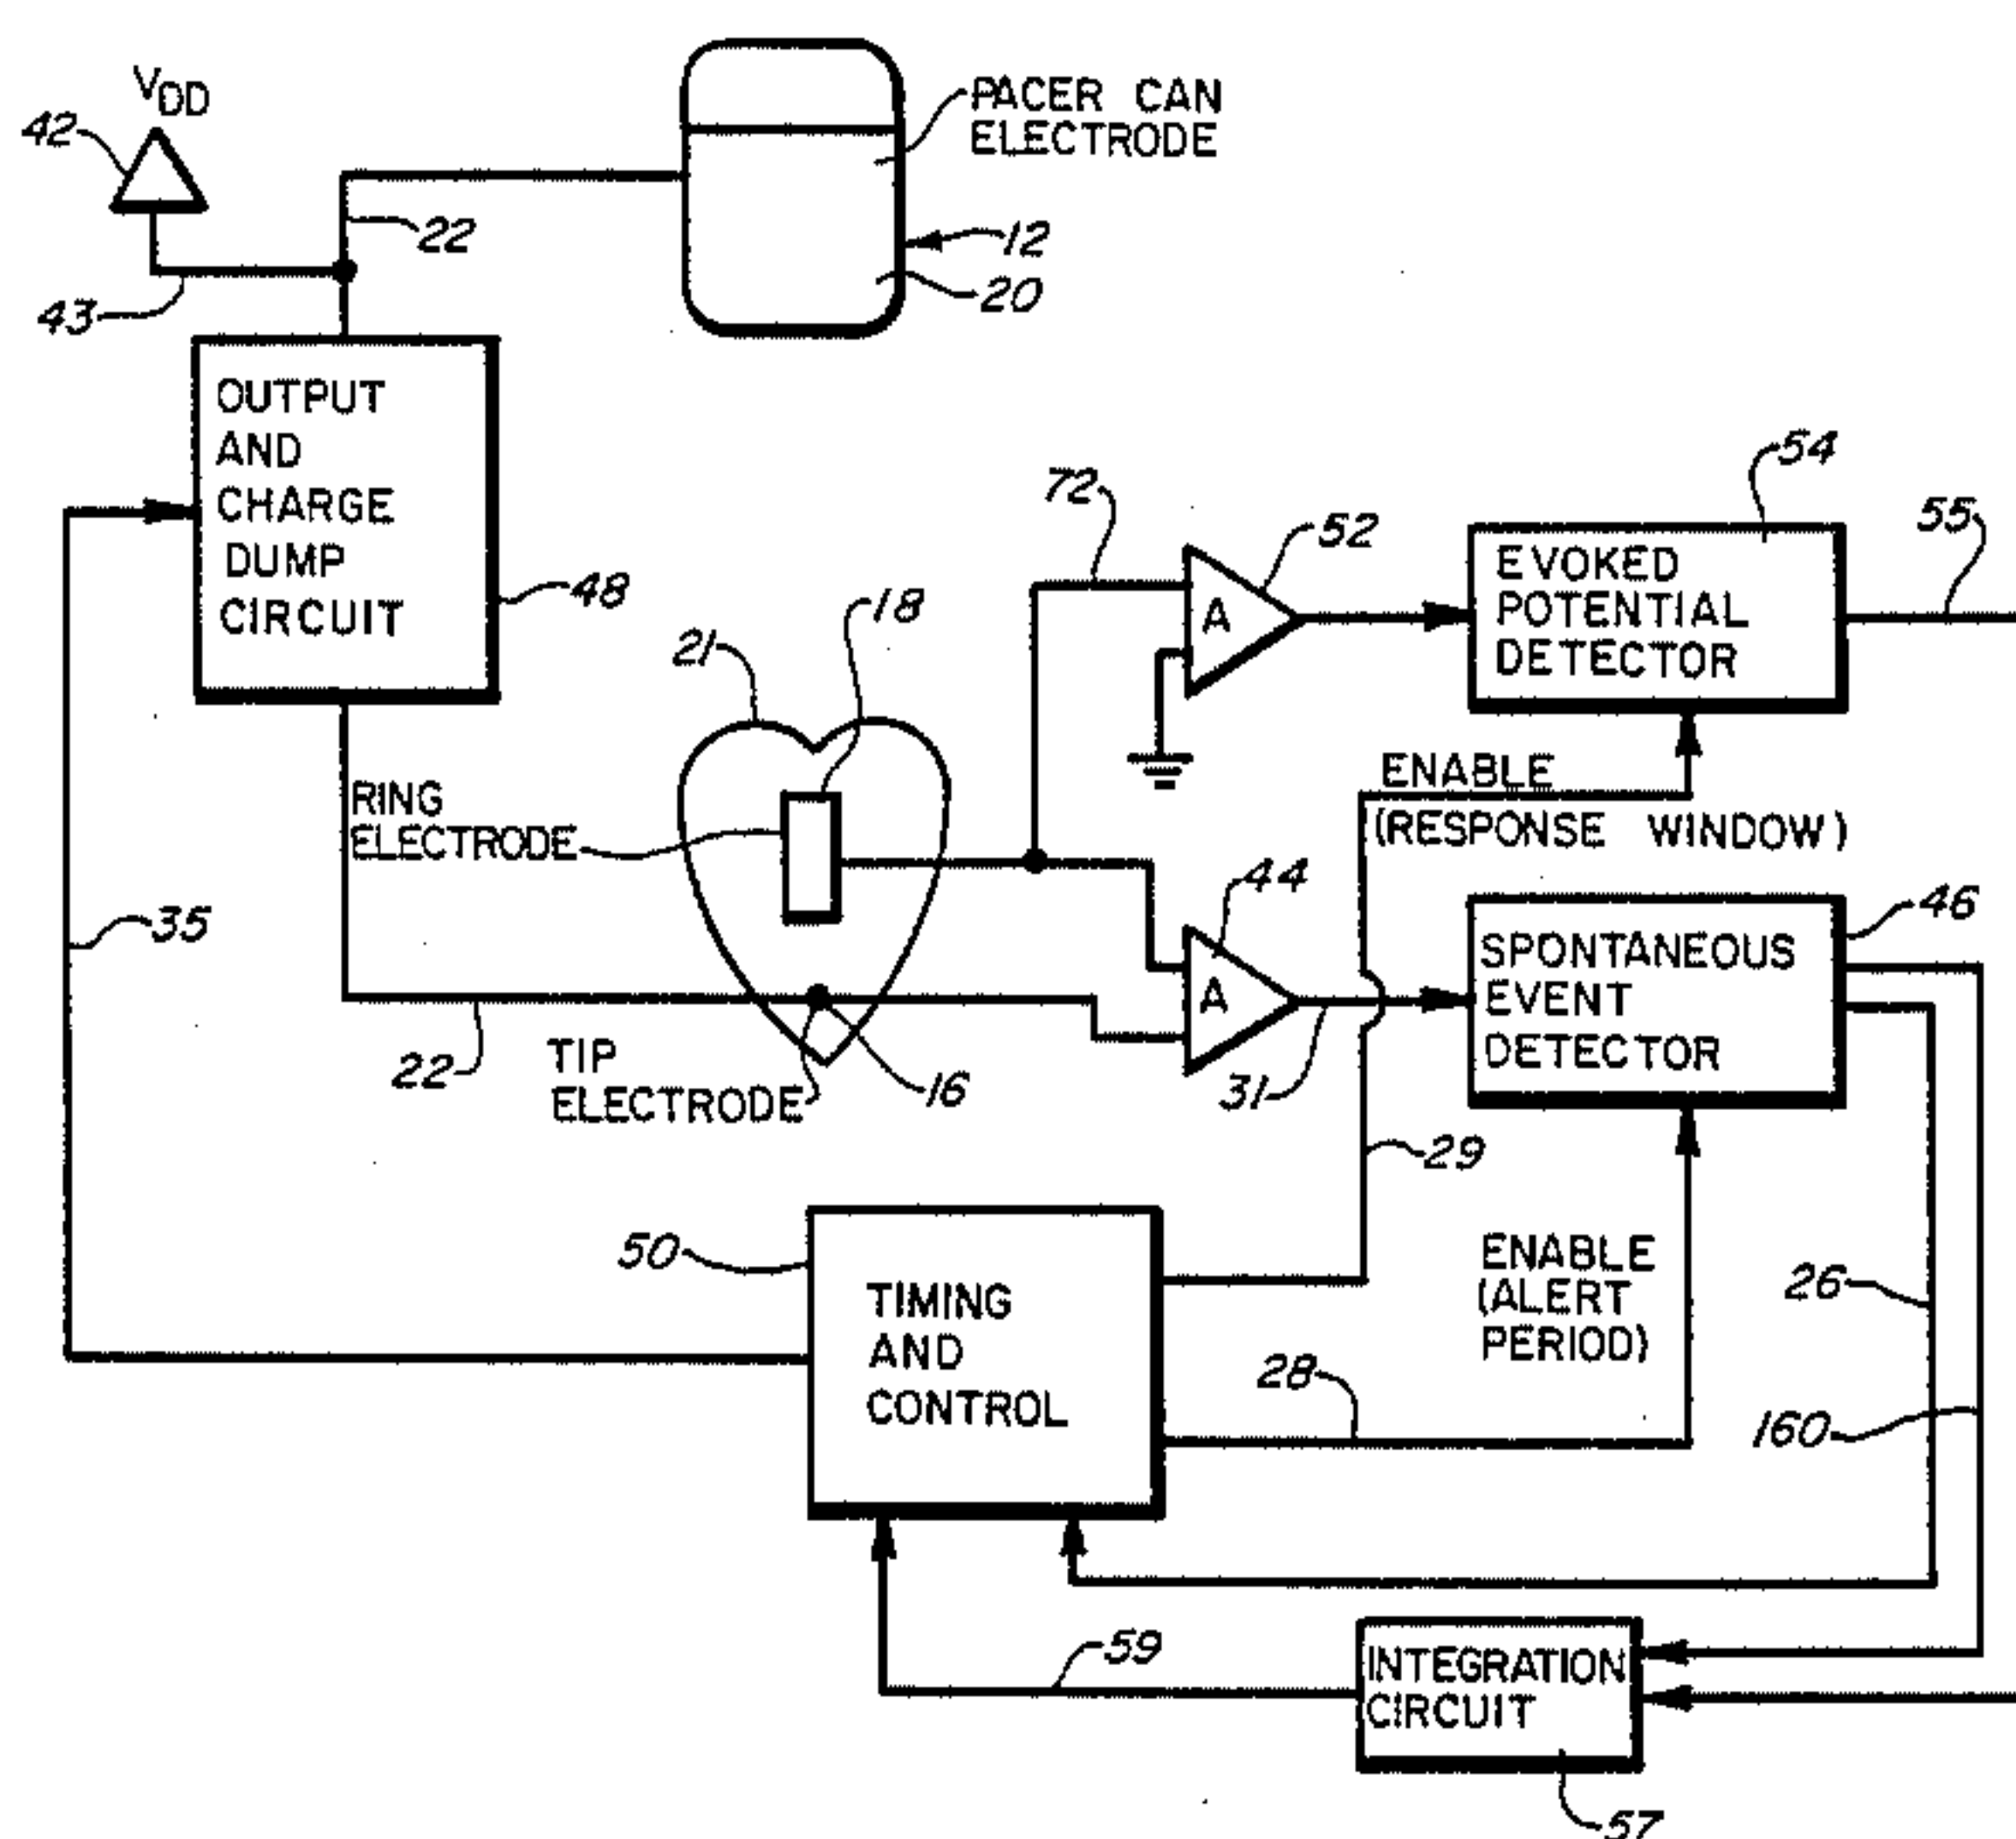 V_DD
42
PACER CAN
ELECTRODE
22
12
20
43
OUTPUT
AND
CHARGE
DUMP
CIRCUIT
48
72
52
54
55
EVOKED
POTENTIAL
DETECTOR
A
18
21
RING
ELECTRODE
ENABLE
(RESPONSE WINDOW)
44
46
35
SPONTANEOUS
EVENT
DETECTOR
A
22
TIP
ELECTRODE
16
31
29
50
TIMING
AND
CONTROL
ENABLE
(ALERT
PERIOD)
26
28
160
59
INTEGRATION
CIRCUIT
57